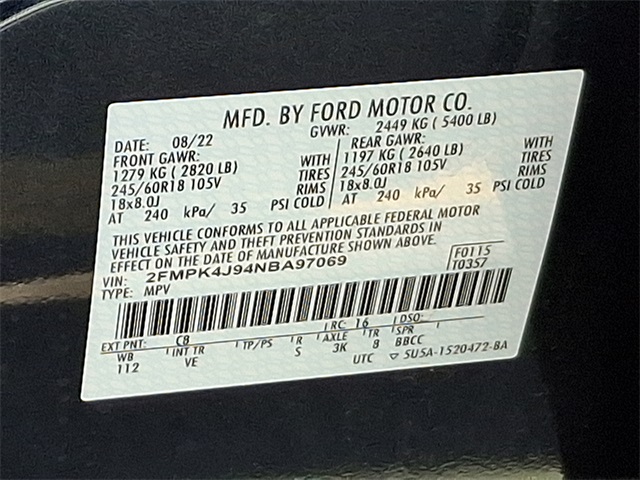 MFD. BY FORD MOTOR CO.
DATE: 08/22 GVWR: 2449 KG ( 5400 LB)
FRONT GAWR: REAR GAWR:
1279 KG ( 2820 LB) WITH 1197 KG ( 2640 LB) WITH
245/60R18 105V TIRES 245/60R18 105V TIRES
18x8.0J RIMS 18x8.0J RIMS
AT 240 kPa/ 35 PSI COLD AT 240 kPa/ 35 PSI COLD
THIS VEHICLE CONFORMS TO ALL APPLICABLE FEDERAL MOTOR
VEHICLE SAFETY AND THEFT PREVENTION STANDARDS IN
EFFECT ON THE DATE OF MANUFACTURE SHOWN ABOVE.
VIN: 2FMPK4J94NBA97069 F0115
TYPE: MPV T0357
EXT PNT: C8 RC: 16 DSO:
WB INT TR TP/PS R AXLE TR SPR
112 VE S 3K 8 BBCC
UTC ▽ 5U5A-1520472-BA